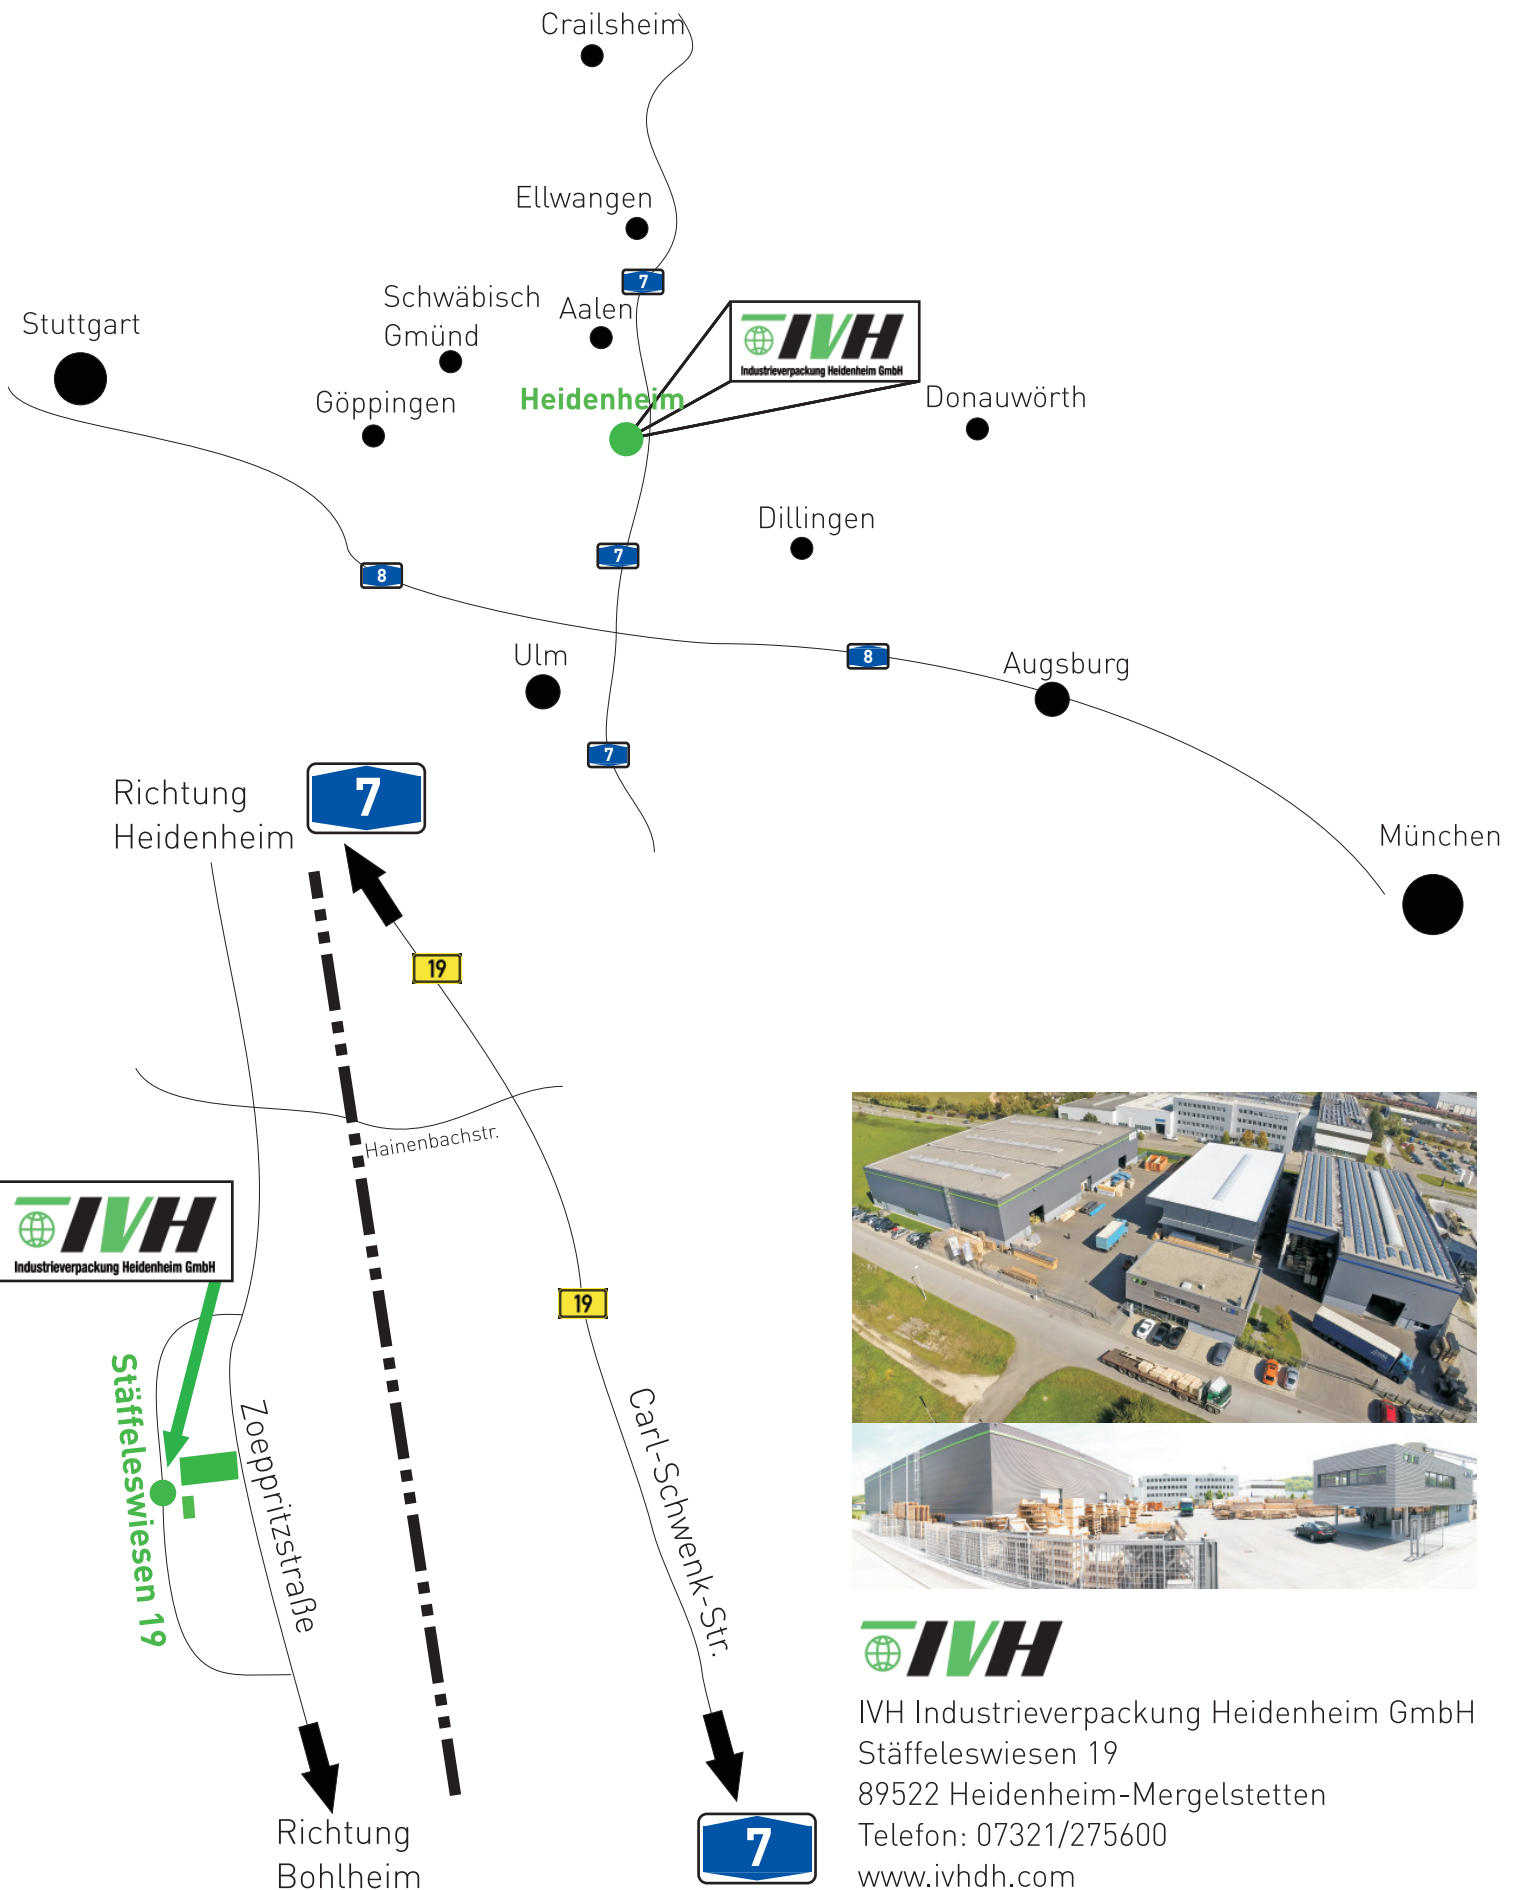 Crailsheim
Ellwangen
7
Schwäbisch
Gmünd
Aalen
Stuttgart
IVH
Industrieverpackung Heidenheim GmbH
Göppingen
Heidenheim
Donauwörth
Dillingen
7
8
Ulm
8
Augsburg
7
Richtung
Heidenheim
7
München
19
Hainenbachstr.
IVH
Industrieverpackung Heidenheim GmbH
19
Stäffeleswiesen 19
Zoeppritzstraße
Carl-Schwenk-Str.
Richtung
Bohlheim
7
IVH
IVH Industrieverpackung Heidenheim GmbH
Stäffeleswiesen 19
89522 Heidenheim-Mergelstetten
Telefon: 07321/275600
www.ivhdh.com